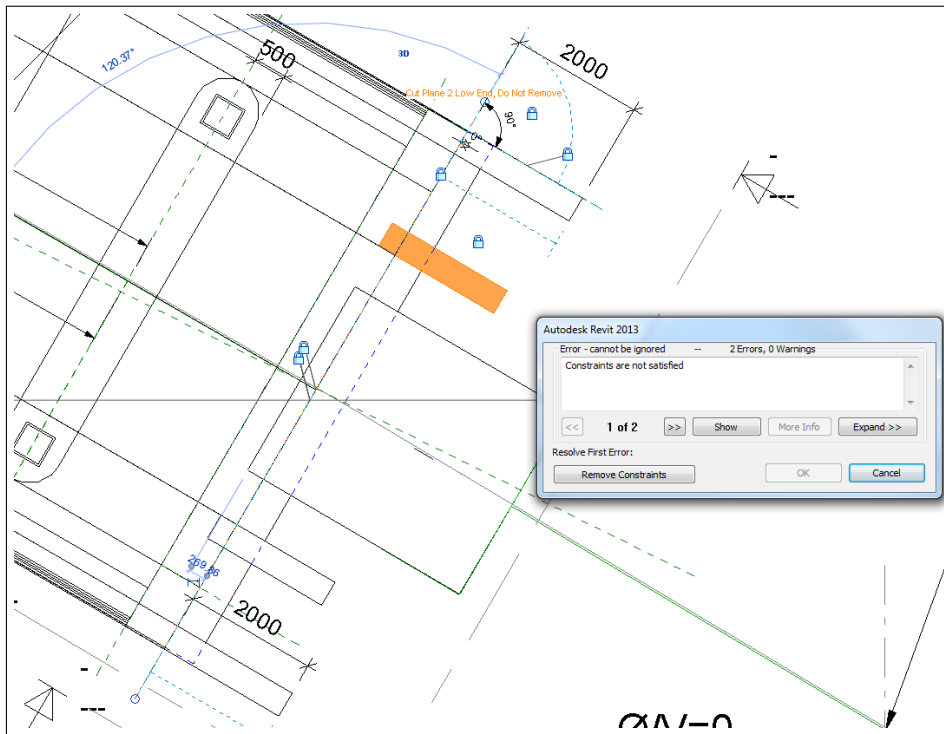 120.37°
500
3D
2000
Cut Plane 2 Low End, Do Not Remove
90°
-
---
Autodesk Revit 2013
Error - cannot be ignored -- 2 Errors, 0 Warnings
Constraints are not satisfied
<< 1 of 2 >> Show More Info Expand >>
Resolve First Error:
Remove Constraints OK Cancel
2000
-
---